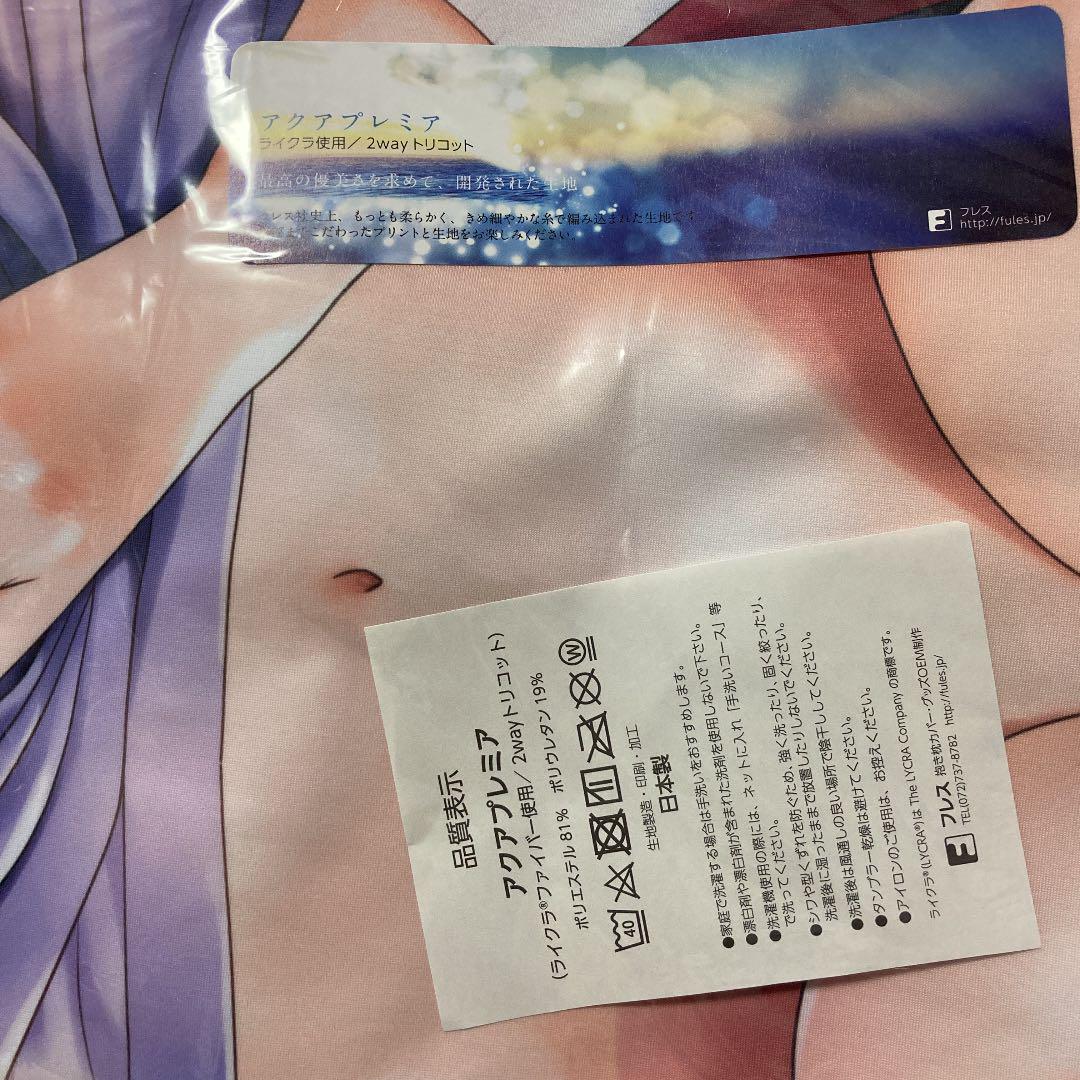 アクアプレミア
ライクラ使用/ 2wayトリコット
最高の優美さを求めて、開発された生地
フレス社史上、もっとも柔らかく、きめ細やかな糸で編み込まれた生地です
こだわったプリントと生地をお楽しみください。
フレス
http://fules.jp/
品質表示
アクアプレミア
(ライクラ®ファイバー使用/ 2wayトリコット)
ポリエステル 81% ポリウレタン 19%
40
W
生地製造・印刷・加工
日本製
●家庭で洗濯する場合は手洗いをおすすめします。
●漂白剤や漂白剤が含まれた洗剤を使用しないで下さい。
●洗濯機使用の際には、ネットに入れ「手洗いコース」等
で洗ってください。
●シワや型くずれを防ぐため、強く洗ったり、固く絞ったり、
洗濯後に湿ったままで放置したりしないでください。
●洗濯後は風通しの良い場所で陰干ししてください。
●タンブラー乾燥は避けてください。
●アイロンのご使用は、お控えください。
ライクラ®(LYCRA®)は The LYCRA Company の商標です。
フレス 抱き枕カバー・グッズOEM制作
TEL(072)737-8782 http://fules.jp/